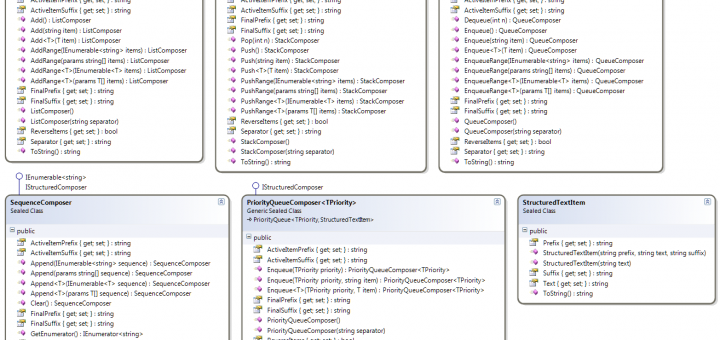 ActiveItemPrefix { get; set; } : string
ActiveItemSuffix { get; set; } : string
Add() : ListComposer
Add(string item) : ListComposer
Add<T>(T item) : ListComposer
AddRange(IEnumerable<string> items) : ListComposer
AddRange(params string[] items) : ListComposer
AddRange<T>(IEnumerable<T> items) : ListComposer
AddRange<T>(params T[] items) : ListComposer
FinalPrefix { get; set; } : string
FinalSuffix { get; set; } : string
ListComposer()
ListComposer(string separator)
ReverseItems { get; set; } : bool
Separator { get; set; } : string
ToString() : string
ActiveItemPrefix { get; set; } : string
ActiveItemSuffix { get; set; } : string
FinalPrefix { get; set; } : string
FinalSuffix { get; set; } : string
Pop(int n) : StackComposer
Push() : StackComposer
Push(string item) : StackComposer
Push<T>(T item) : StackComposer
PushRange(IEnumerable<string> items) : StackComposer
PushRange(params string[] items) : StackComposer
PushRange<T>(IEnumerable<T> items) : StackComposer
PushRange<T>(params T[] items) : StackComposer
ReverseItems { get; set; } : bool
Separator { get; set; } : string
StackComposer()
StackComposer(string separator)
ToString() : string
ActiveItemPrefix { get; set; } : string
ActiveItemSuffix { get; set; } : string
Dequeue(int n) : QueueComposer
Enqueue() : QueueComposer
Enqueue(string item) : QueueComposer
Enqueue<T>(T item) : QueueComposer
EnqueueRange(IEnumerable<string> items) : QueueComposer
EnqueueRange(params string[] items) : QueueComposer
EnqueueRange<T>(IEnumerable<T> items) : QueueComposer
EnqueueRange<T>(params T[] items) : QueueComposer
FinalPrefix { get; set; } : string
FinalSuffix { get; set; } : string
QueueComposer()
QueueComposer(string separator)
ReverseItems { get; set; } : bool
Separator { get; set; } : string
ToString() : string
IEnumerable<string>
IStructuredComposer
SequenceComposer
Sealed Class
public
ActiveItemPrefix { get; set; } : string
ActiveItemSuffix { get; set; } : string
Append(IEnumerable<string> sequence) : SequenceComposer
Append(params string[] sequence) : SequenceComposer
Append<T>(IEnumerable<T> sequence) : SequenceComposer
Append<T>(params T[] sequence) : SequenceComposer
Clear() : SequenceComposer
FinalPrefix { get; set; } : string
FinalSuffix { get; set; } : string
GetEnumerator() : IEnumerator<string>
IStructuredComposer
PriorityQueueComposer<TPriority>
Generic Sealed Class
PriorityQueue<TPriority, StructuredTextItem>
public
ActiveItemPrefix { get; set; } : string
ActiveItemSuffix { get; set; } : string
Enqueue(TPriority priority) : PriorityQueueComposer<TPriority>
Enqueue(TPriority priority, string item) : PriorityQueueComposer<TPriority>
Enqueue<T>(TPriority priority, T item) : PriorityQueueComposer<TPriority>
FinalPrefix { get; set; } : string
FinalSuffix { get; set; } : string
PriorityQueueComposer()
PriorityQueueComposer(string separator)
ReverseItems { get; set; } : bool
StructuredTextItem
Sealed Class
public
Prefix { get; set; } : string
StructuredTextItem(string prefix, string text, string suffix)
StructuredTextItem(string text)
Suffix { get; set; } : string
Text { get; set; } : string
ToString() : string